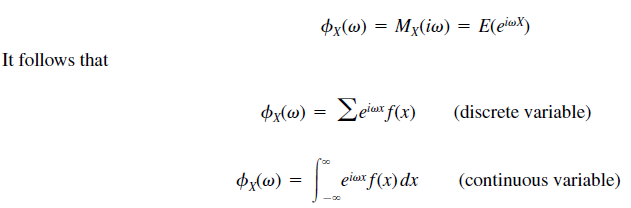 ϕX(ω) = MX(iω) = E(e^{iωX})
It follows that
ϕX(ω) = ∑e^{iωx} f(x) (discrete variable)
ϕX(ω) = ∫_{−∞}^{∞} e^{iωx} f(x) dx (continuous variable)